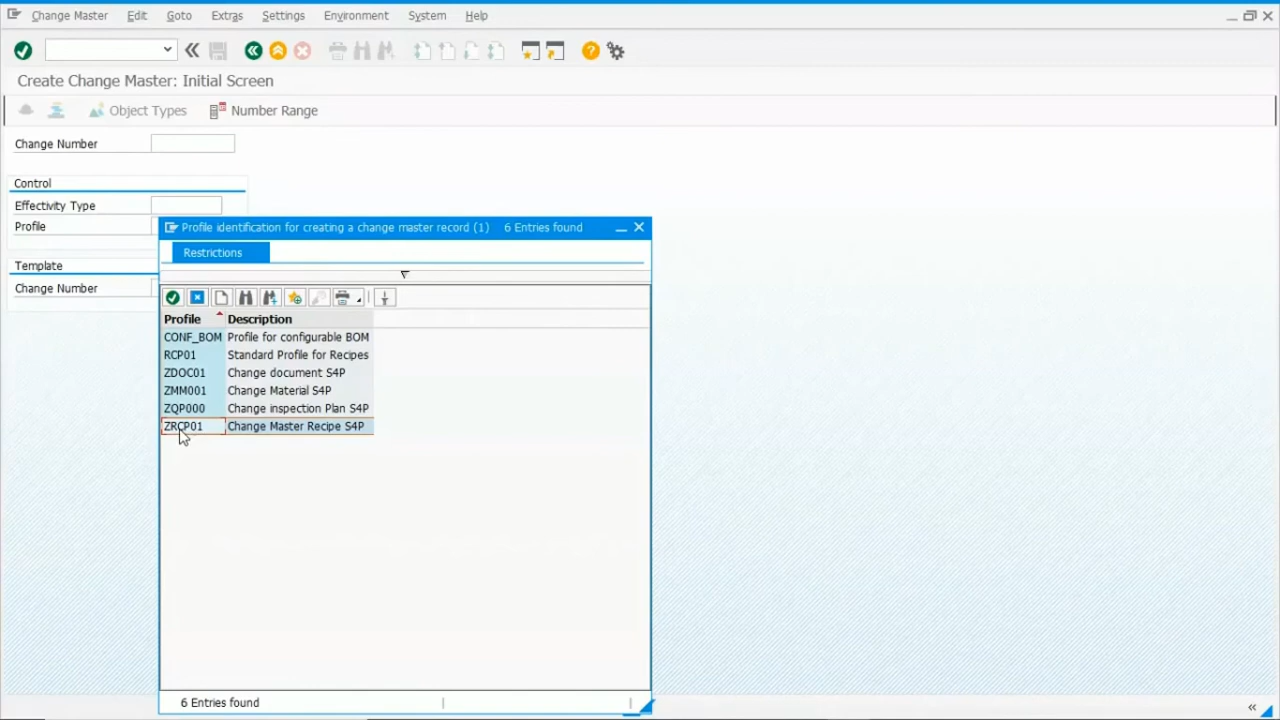 Change Master Edit Goto Extras Settings Environment System Help
Create Change Master: Initial Screen
Object Types Number Range
Change Number
Control
Effectivity Type
Profile
Template
Change Number
Profile identification for creating a change master record (1) 6 Entries found
Restrictions
Profile Description
CONF_BOM Profile for configurable BOM
RCP01 Standard Profile for Recipes
ZDOC01 Change document S4P
ZMM001 Change Material S4P
ZQP000 Change inspection Plan S4P
ZRCP01 Change Master Recipe S4P
6 Entries found